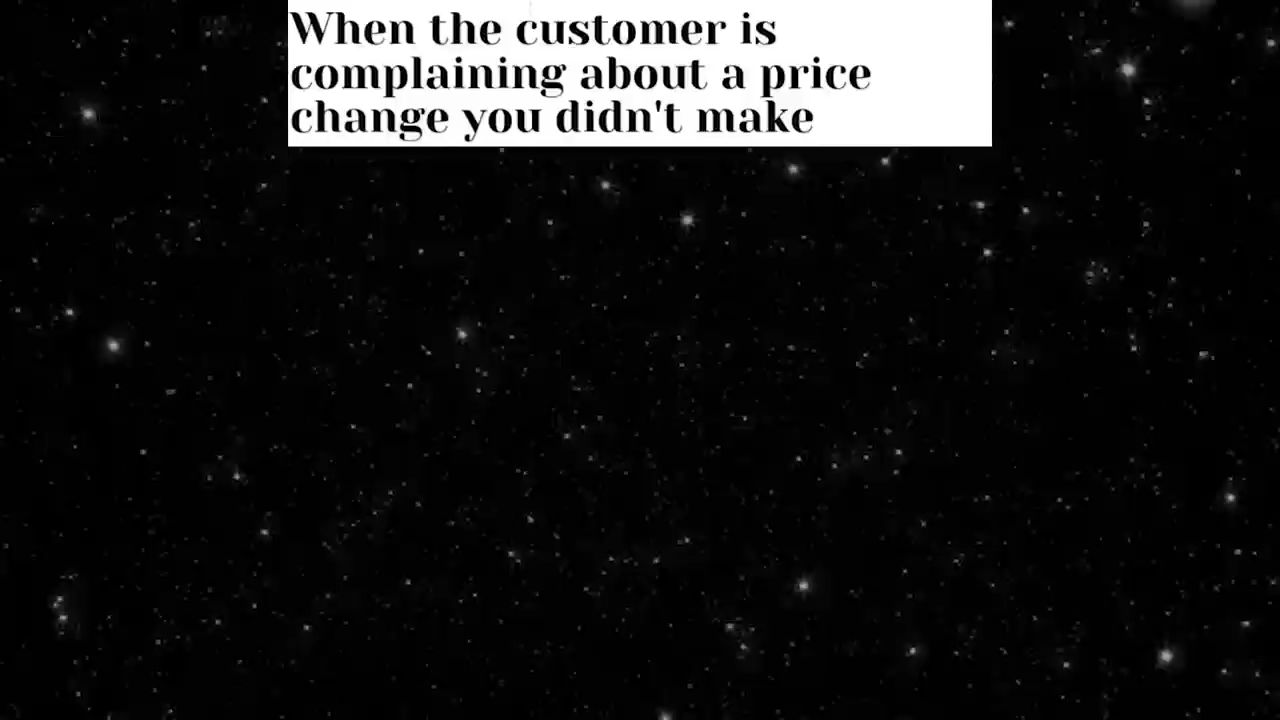 When the customer is
complaining about a price
change you didn't make